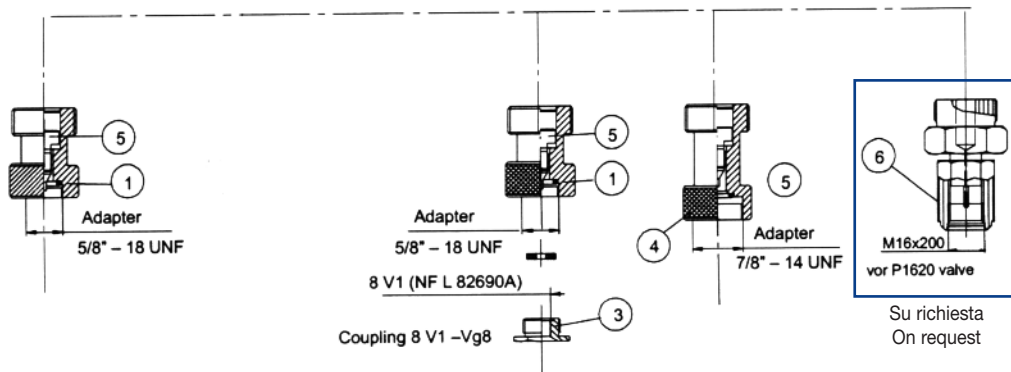 5
1
Adapter
5/8" – 18 UNF
5
1
Adapter
5/8" – 18 UNF
8 V1 (NF L 82690A)
Coupling 8 V1 –Vg8
3
5
4
Adapter
7/8" – 14 UNF
6
M16x200
vor P1620 valve
Su richiesta
On request